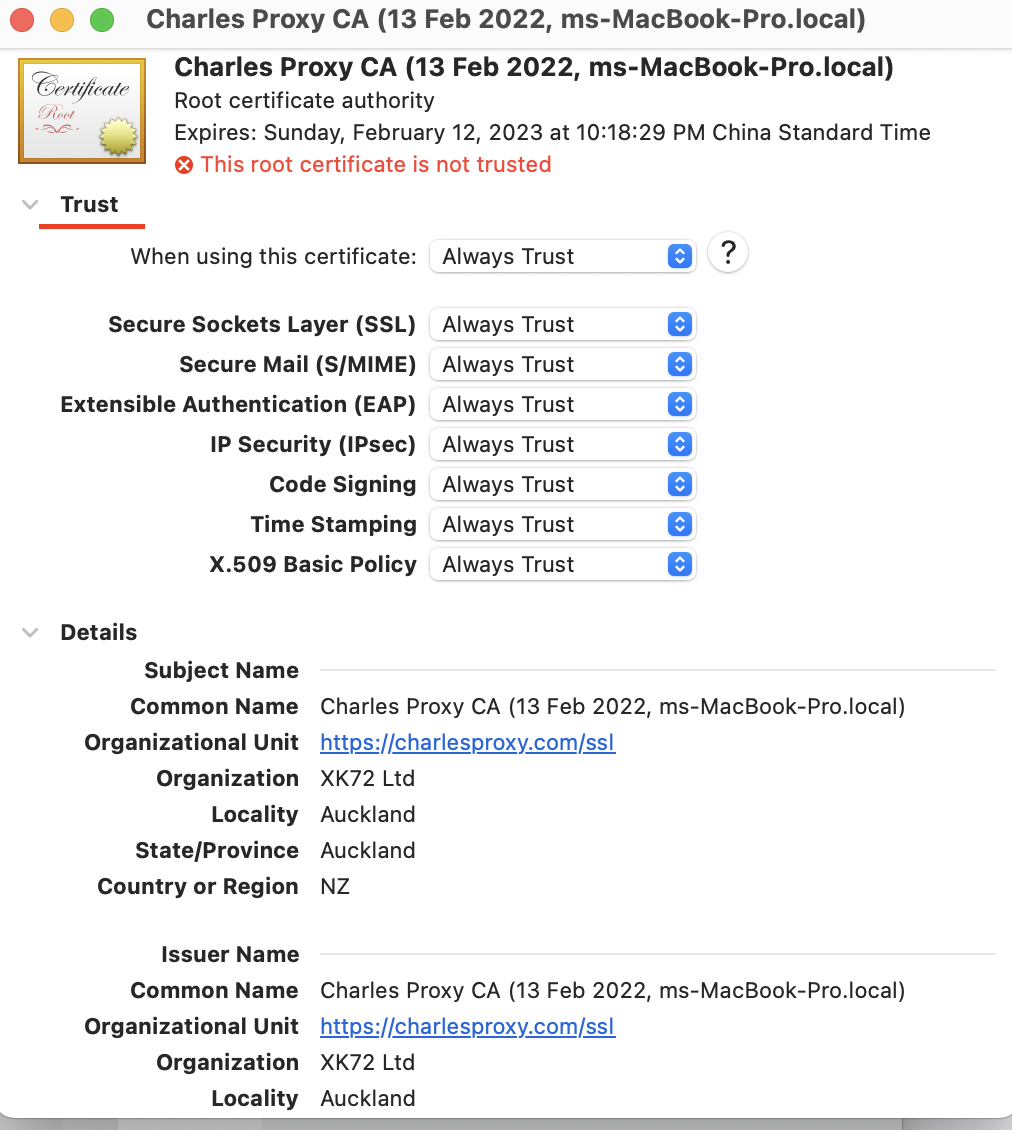 Charles Proxy CA (13 Feb 2022, ms-MacBook-Pro.local)
Certificate
Root
Charles Proxy CA (13 Feb 2022, ms-MacBook-Pro.local)
Root certificate authority
Expires: Sunday, February 12, 2023 at 10:18:29 PM China Standard Time
This root certificate is not trusted
Trust
When using this certificate: Always Trust ?
Secure Sockets Layer (SSL) Always Trust
Secure Mail (S/MIME) Always Trust
Extensible Authentication (EAP) Always Trust
IP Security (IPsec) Always Trust
Code Signing Always Trust
Time Stamping Always Trust
X.509 Basic Policy Always Trust
Details
Subject Name
Common Name Charles Proxy CA (13 Feb 2022, ms-MacBook-Pro.local)
Organizational Unit https://charlesproxy.com/ssl
Organization XK72 Ltd
Locality Auckland
State/Province Auckland
Country or Region NZ
Issuer Name
Common Name Charles Proxy CA (13 Feb 2022, ms-MacBook-Pro.local)
Organizational Unit https://charlesproxy.com/ssl
Organization XK72 Ltd
Locality Auckland